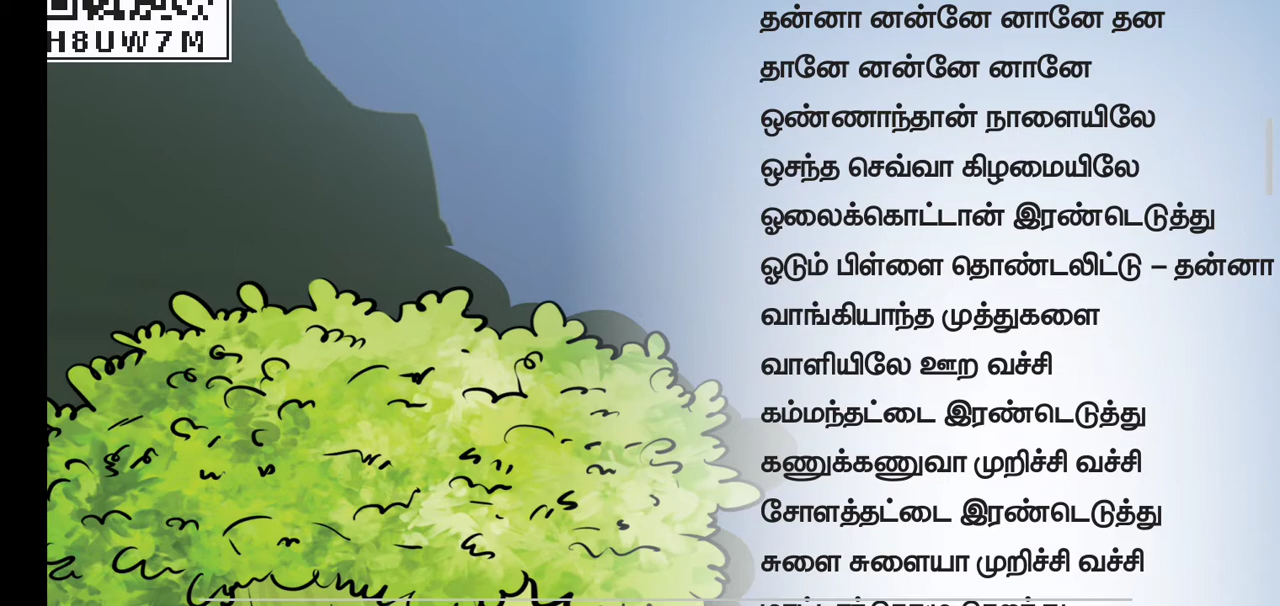 H8UW7M
தன்னா னன்னே னானே தன
தானே னன்னே னானே
ஒண்ணாந்தான் நாளையிலே
ஒசந்த செவ்வா கிழமையிலே
ஓலைக்கொட்டான் இரண்டெடுத்து
ஓடும் பிள்ளை தொண்டலிட்டு – தன்னா
வாங்கியாந்த முத்துகளை
வாளியிலே ஊற வச்சி
கம்மந்தட்டை இரண்டெடுத்து
கணுக்கணுவா முறிச்சி வச்சி
சோளத்தட்டை இரண்டெடுத்து
சுளை சுளையா முறிச்சி வச்சி